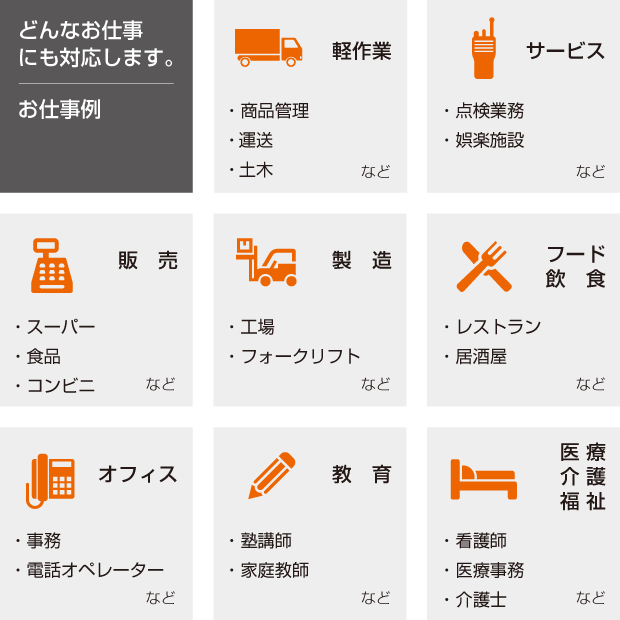 どんなお仕事
にも対応します。
お仕事例
軽作業
・商品管理
・運送
・土木
など
サービス
・点検業務
・娯楽施設
など
販 売
・スーパー
・食品
・コンビニ
など
製 造
・工場
・フォークリフト
など
フード
飲 食
・レストラン
・居酒屋
など
オフィス
・事務
・電話オペレーター
など
教 育
・塾講師
・家庭教師
など
医 療
介 護
福 祉
・看護師
・医療事務
・介護士
など